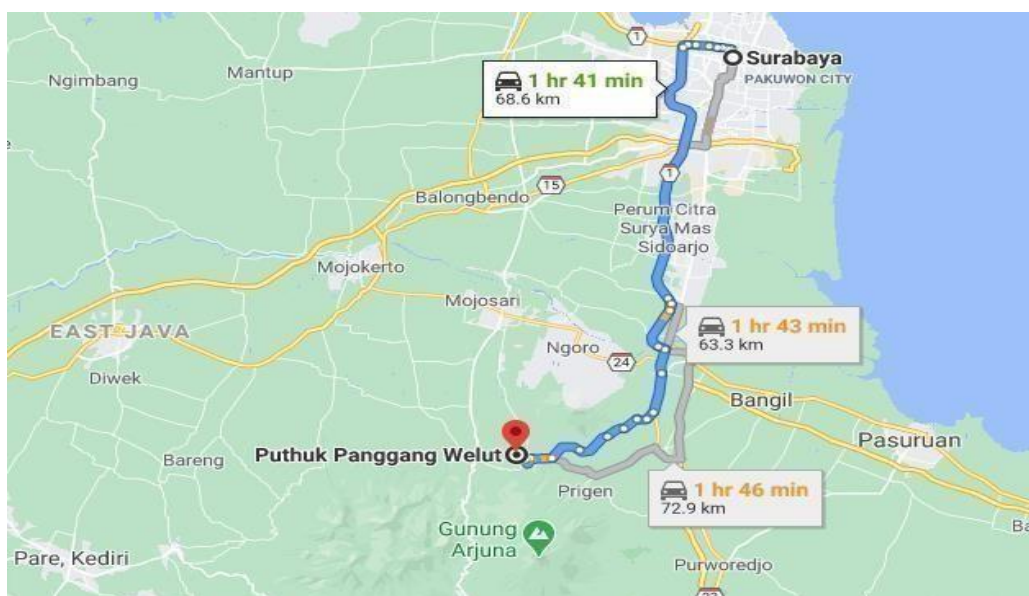 1
Surabaya
PAKUWON CITY
Ngimbang
Mantup
1 hr 41 min
68.6 km
1
15
Balongbendo
Perum Citra
Surya Mas
Sidoarjo
Mojokerto
Mojosari
EAST JAVA
1 hr 43 min
63.3 km
Ngoro
24
Diwek
Bangil
Pasuruan
Puthuk Panggang Welut
Bareng
Prigen
1 hr 46 min
72.9 km
Gunung
Arjuna
Ba
Pare, Kediri
Purworedjo
23